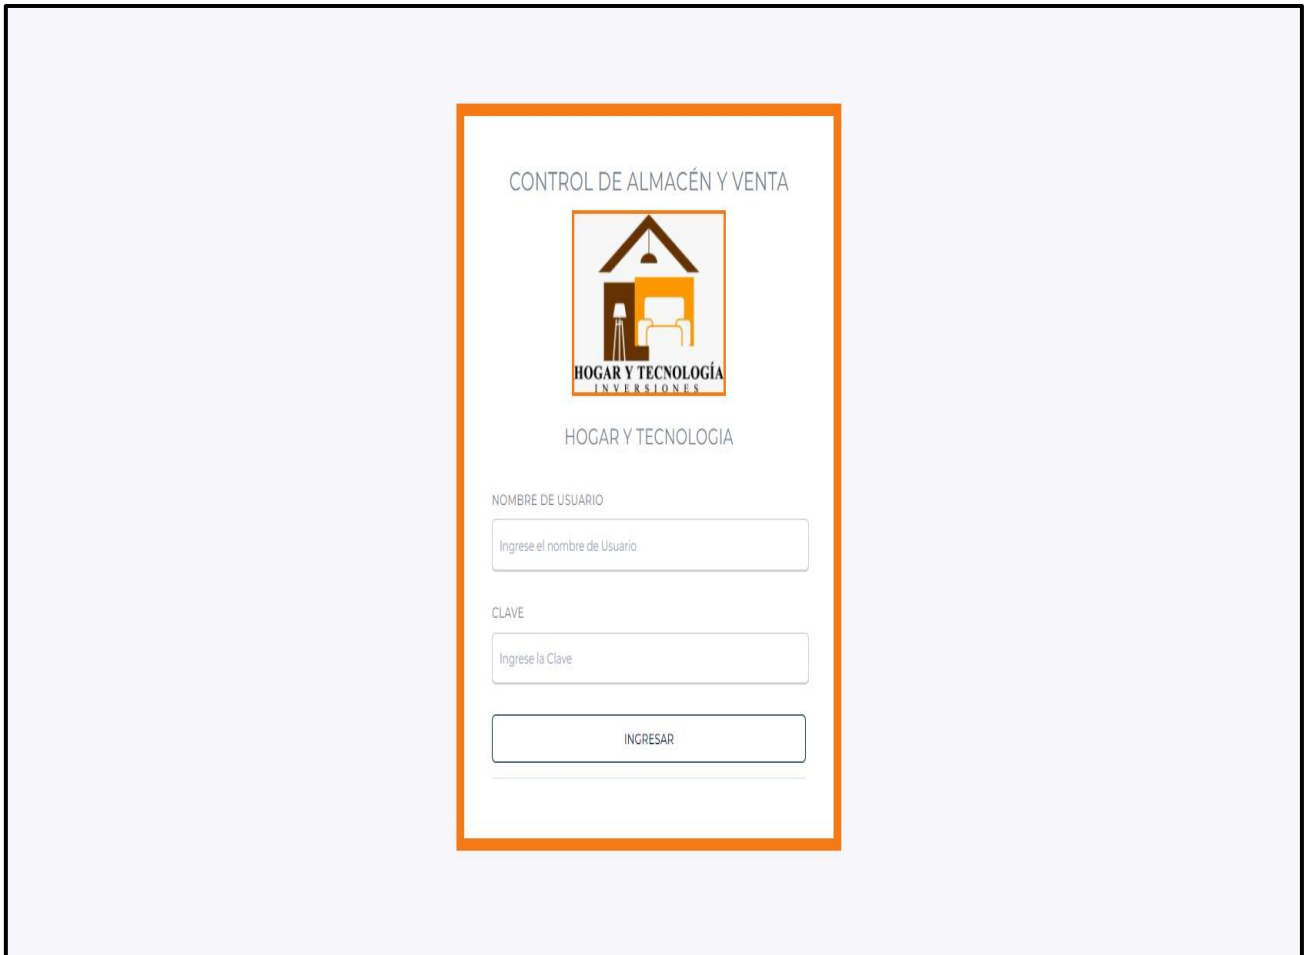 CONTROL DE ALMACÉN Y VENTA
HOGAR Y TECNOLOGÍA
INVERSIONES
HOGAR Y TECNOLOGIA
NOMBRE DE USUARIO
Ingrese el nombre de Usuario
CLAVE
Ingrese la Clave
INGRESAR